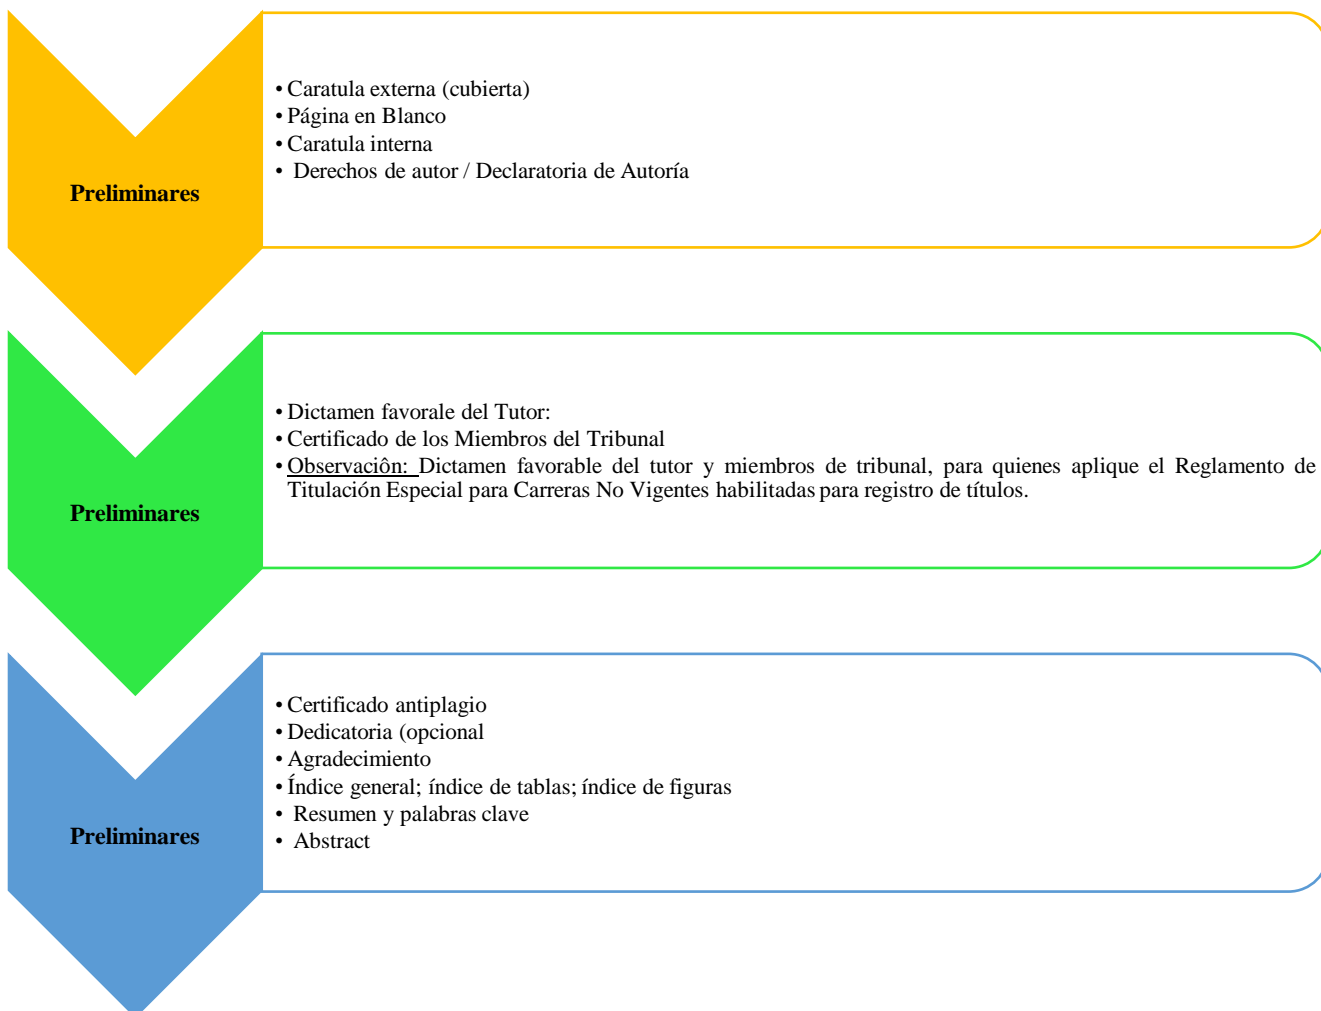 Preliminares
• Caratula externa (cubierta)
• Página en Blanco
• Caratula interna
• Derechos de autor / Declaratoria de Autoría
Preliminares
• Dictamen favorale del Tutor:
• Certificado de los Miembros del Tribunal
• Observaciôn: Dictamen favorable del tutor y miembros de tribunal, para quienes aplique el Reglamento de
Titulación Especial para Carreras No Vigentes habilitadas para registro de títulos.
Preliminares
• Certificado antiplagio
• Dedicatoria (opcional
• Agradecimiento
• Índice general; índice de tablas; índice de figuras
• Resumen y palabras clave
• Abstract